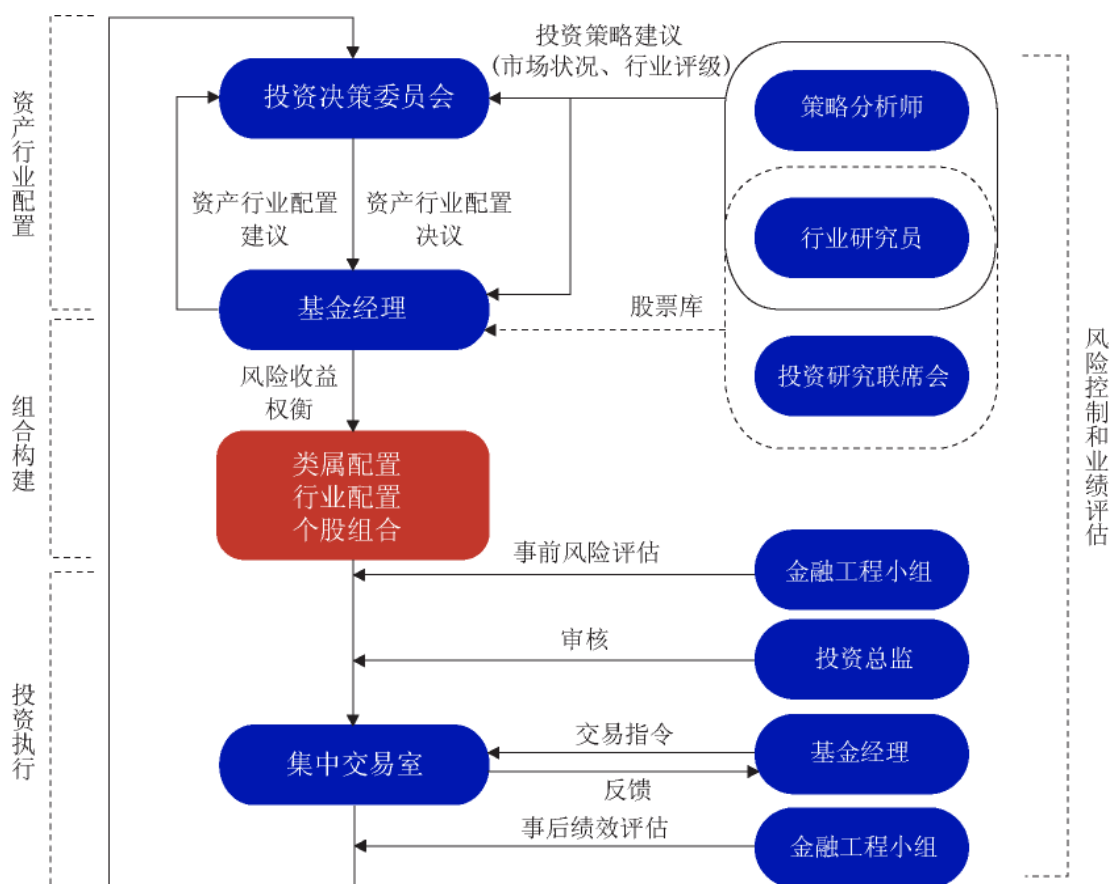 投资策略建议
(市场状况、行业评级)
投资决策委员会
策略分析师
资产行业配置
资产行业配置
建议
资产行业配置
决议
行业研究员
基金经理
股票库
风险收益
权衡
投资研究联席会
组合构建
类属配置
行业配置
个股组合
风险控制和业绩评估
事前风险评估
金融工程小组
审核
投资总监
投资执行
集中交易室
交易指令
反馈
基金经理
事后绩效评估
金融工程小组